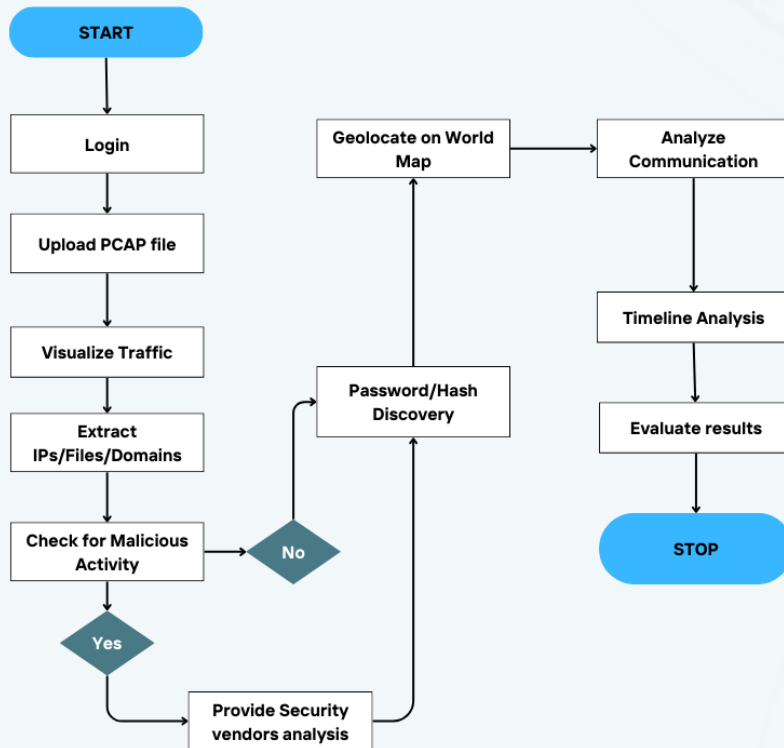 START
Login
Upload PCAP file
Visualize Traffic
Extract
IPs/Files/Domains
Check for Malicious
Activity
No
Yes
Provide Security
vendors analysis
Password/Hash
Discovery
Geolocate on World
Map
Analyze
Communication
Timeline Analysis
Evaluate results
STOP